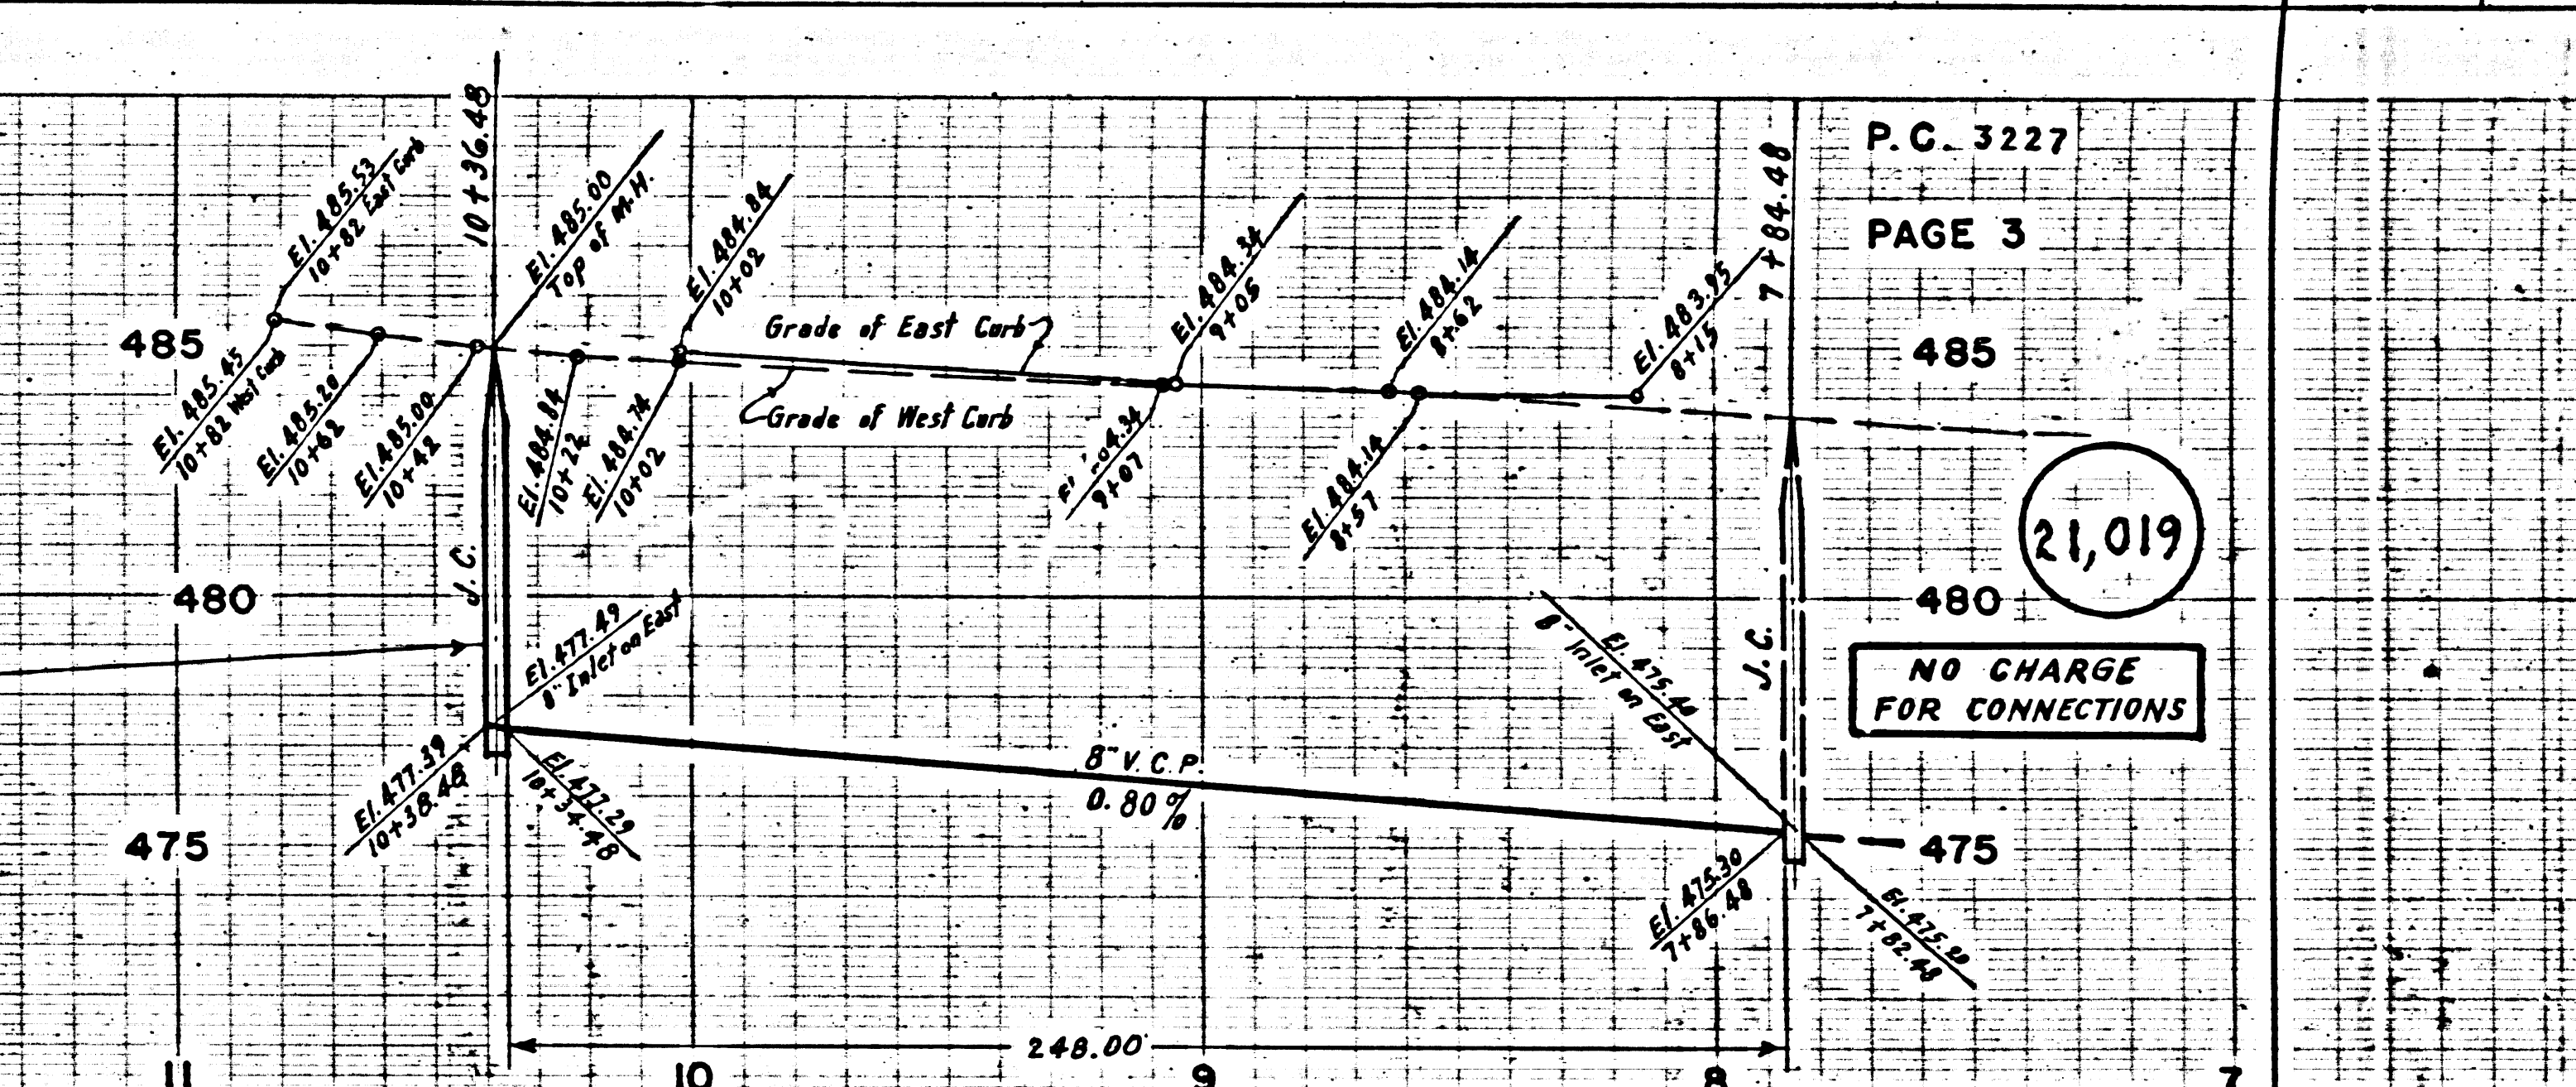 P.C. 3227
PAGE 3
10+36.48
7+84.48
El. 485.53
10+82 East Curb
El. 485.00
Top of M.H.
El. 484.84
10+02
El. 484.34
9+05
El. 484.14
8+62
El. 483.95
8+15
Grade of East Curb
Grade of West Curb
485
485
El. 485.45
10+82 West Curb
El. 485.20
10+62
El. 485.00
10+42
El. 484.84
10+22
El. 484.74
10+02
9+07
El. 484.14
8+57
21,019
J.C.
J.C.
480
480
El. 477.49
8" Inlet on East
El. 475.40
8" Inlet on East
NO CHARGE
FOR CONNECTIONS
8" V.C.P.
0.80%
El. 477.39
10+38.48
El. 477.29
10+34.48
475
475
El. 475.30
7+86.48
7+82.48
248.00'
11
10
9
8
7